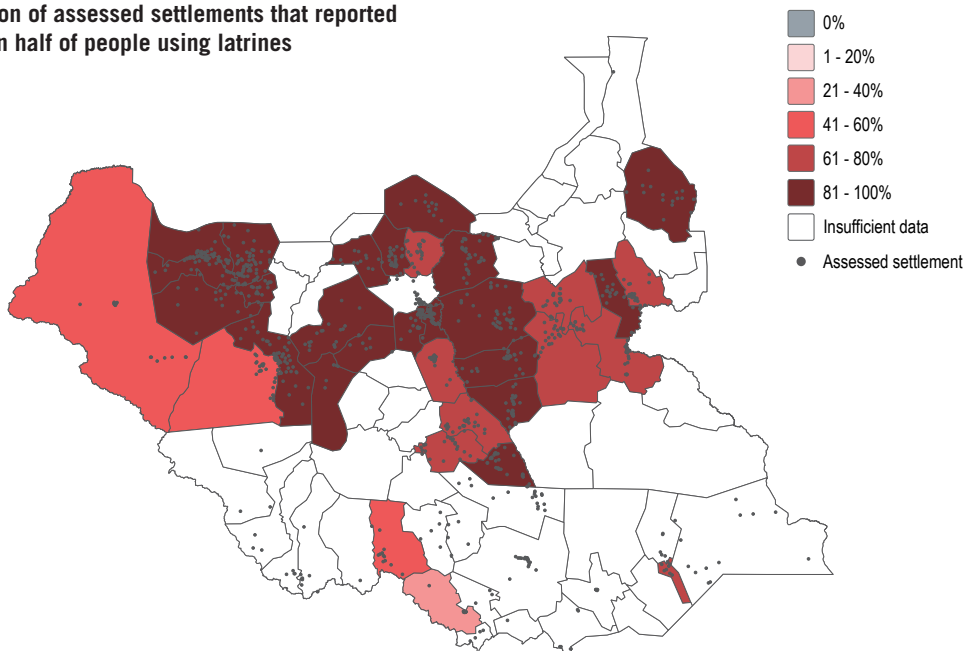 on of assessed settlements that reported
n half of people using latrines
0%
1 - 20%
21 - 40%
41 - 60%
61 - 80%
81 - 100%
Insufficient data
Assessed settlement